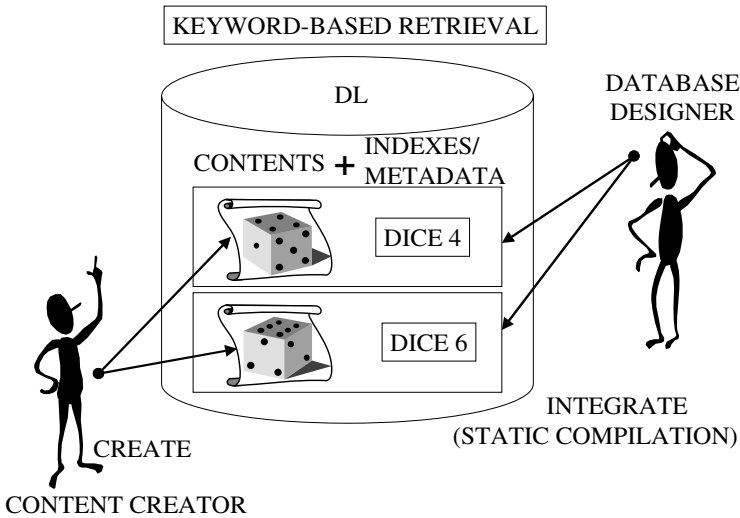 KEYWORD-BASED RETRIEVAL
DL
DATABASE
DESIGNER
CONTENTS + INDEXES/
METADATA
DICE 4
DICE 6
INTEGRATE
(STATIC COMPILATION)
CREATE
CONTENT CREATOR